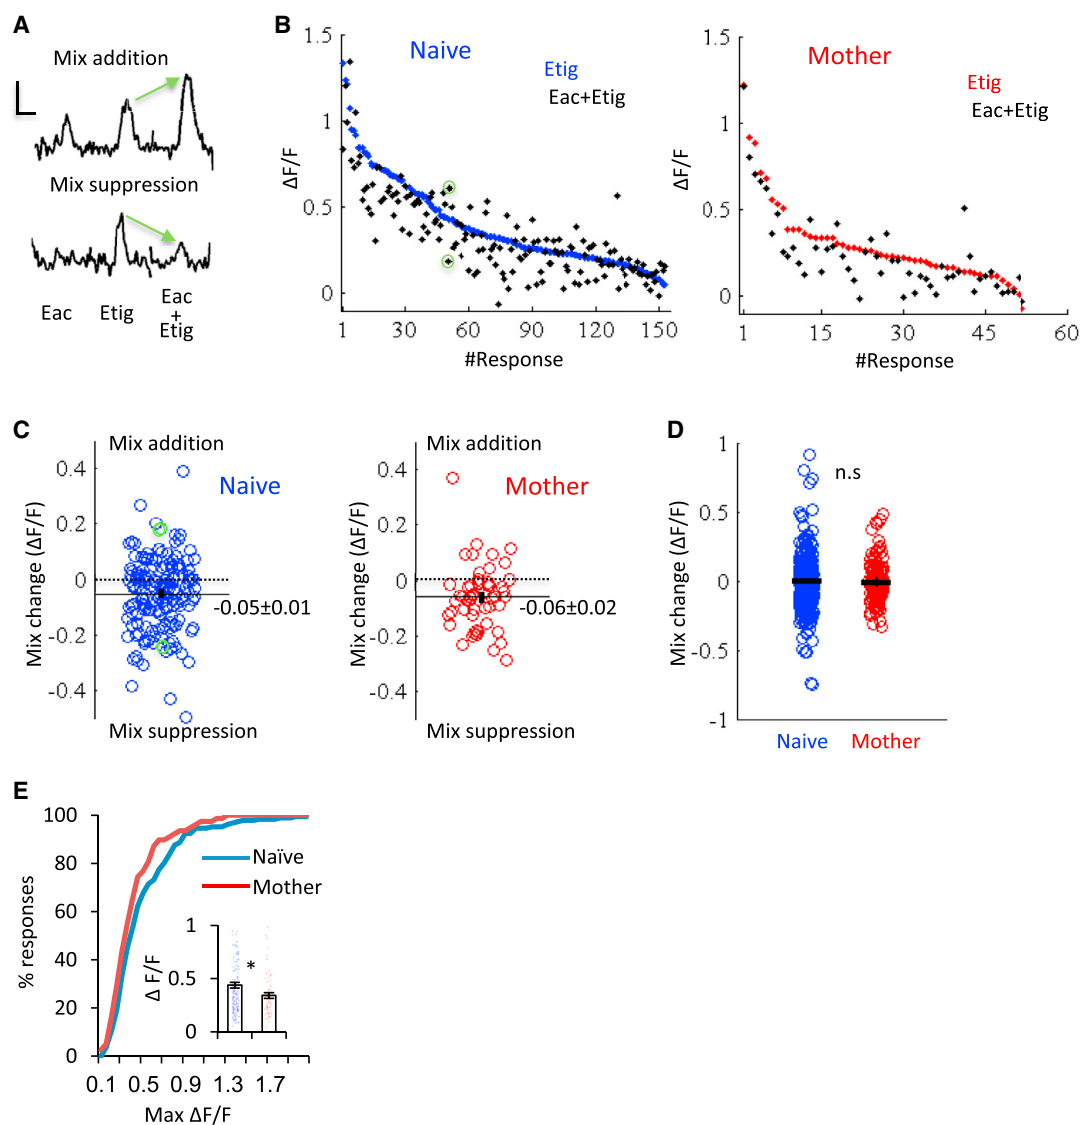 A
Mix addition
Mix suppression
Eac
Etig
Eac
+
Etig
B
1.5
1
0.5
0
ΔF/F
Naive
Etig
Eac+Etig
1
30
60
90
120
150
#Response
1.5
1
0.5
0
ΔF/F
Mother
Etig
Eac+Etig
1
15
30
45
60
#Response
C
Mix addition
0.4
0.2
0
-0.2
-0.4
Mix change (ΔF/F)
Naive
-0.05±0.01
Mix suppression
Mix addition
0.4
0.2
0
-0.2
-0.4
Mix change (ΔF/F)
Mother
-0.06±0.02
Mix suppression
D
1
0.5
0
-0.5
-1
Mix change (ΔF/F)
n.s
Naive
Mother
E
100
80
60
40
20
0
% responses
Naïve
Mother
1
0.5
0
Δ F/F
*
0.1
0.5
0.9
1.3
1.7
Max ΔF/F